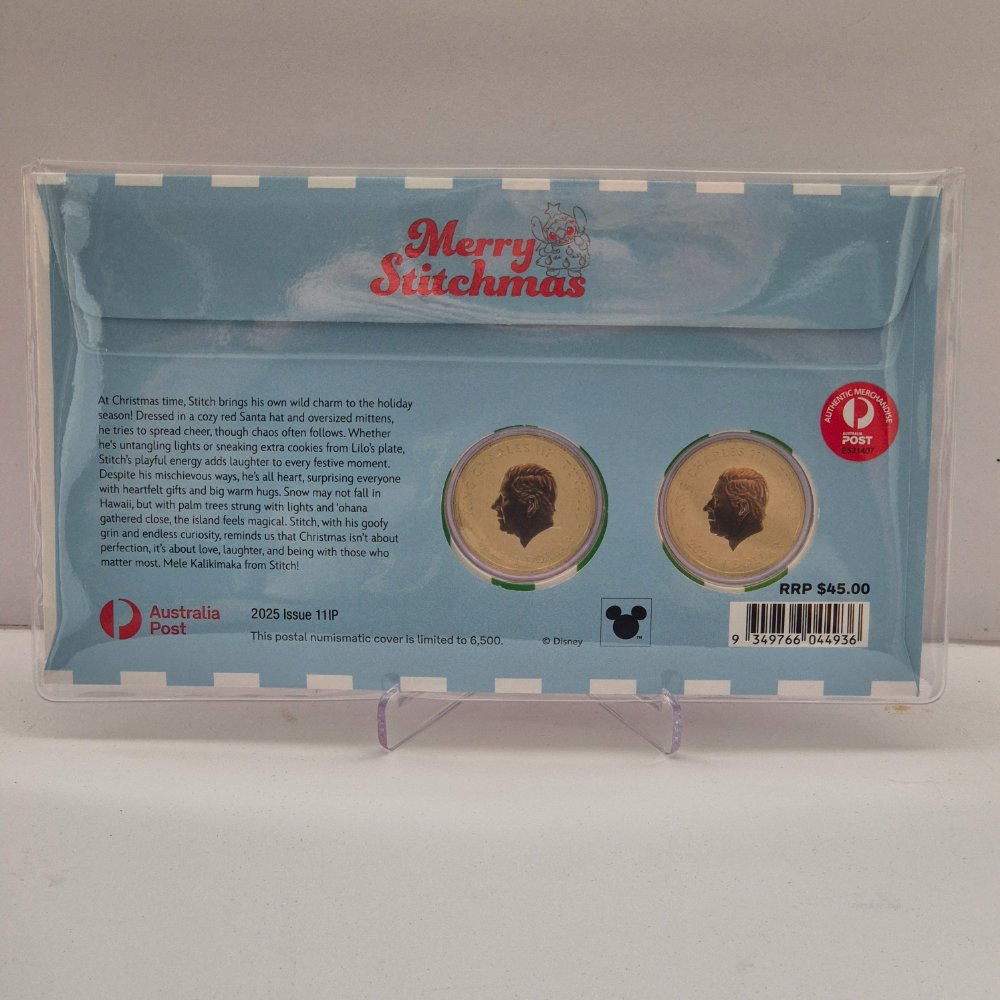 Merry
Stitchmas
At Christmas time, Stitch brings his own wild charm to the holiday
season! Dressed in a cozy red Santa hat and oversized mittens,
he tries to spread cheer, though chaos often follows. Whether
he's untangling lights or sneaking extra cookies from Lilo's plate,
Stitch's playful energy adds laughter to every festive moment.
Despite his mischievous ways, he's all heart, surprising everyone
with heartfelt gifts and big warm hugs. Snow may not fall in
Hawaii, but with palm trees strung with lights and 'ohana
gathered close, the island feels magical. Stitch, with his goofy
grin and endless curiosity, reminds us that Christmas isn't about
perfection, it's about love, laughter, and being with those who
matter most. Mele Kalikimaka from Stitch!
AUTHENTIC MERCHANDISE
AUSTRALIA
POST
E531407
CHARLES III
Australia
Post
2025 Issue 11IP
This postal numismatic cover is limited to 6,500.
© Disney
TM
RRP $45.00
9 349766 044936